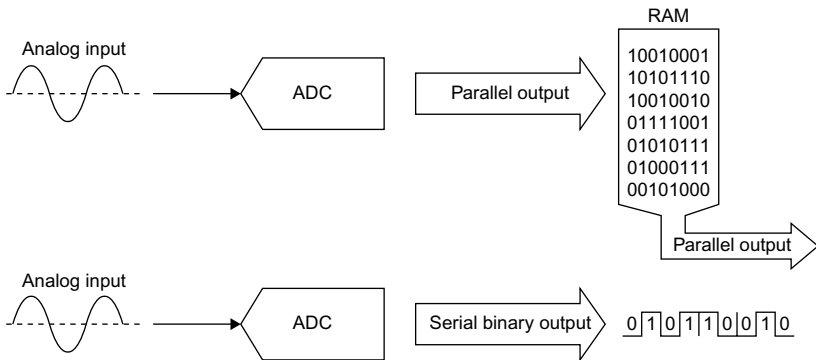 RAM
Analog input
ADC
Parallel output
10010001
10101110
10010010
01111001
01010111
01000111
00101000
Parallel output
Analog input
ADC
Serial binary output
0 1 0 1 1 0 0 1 0